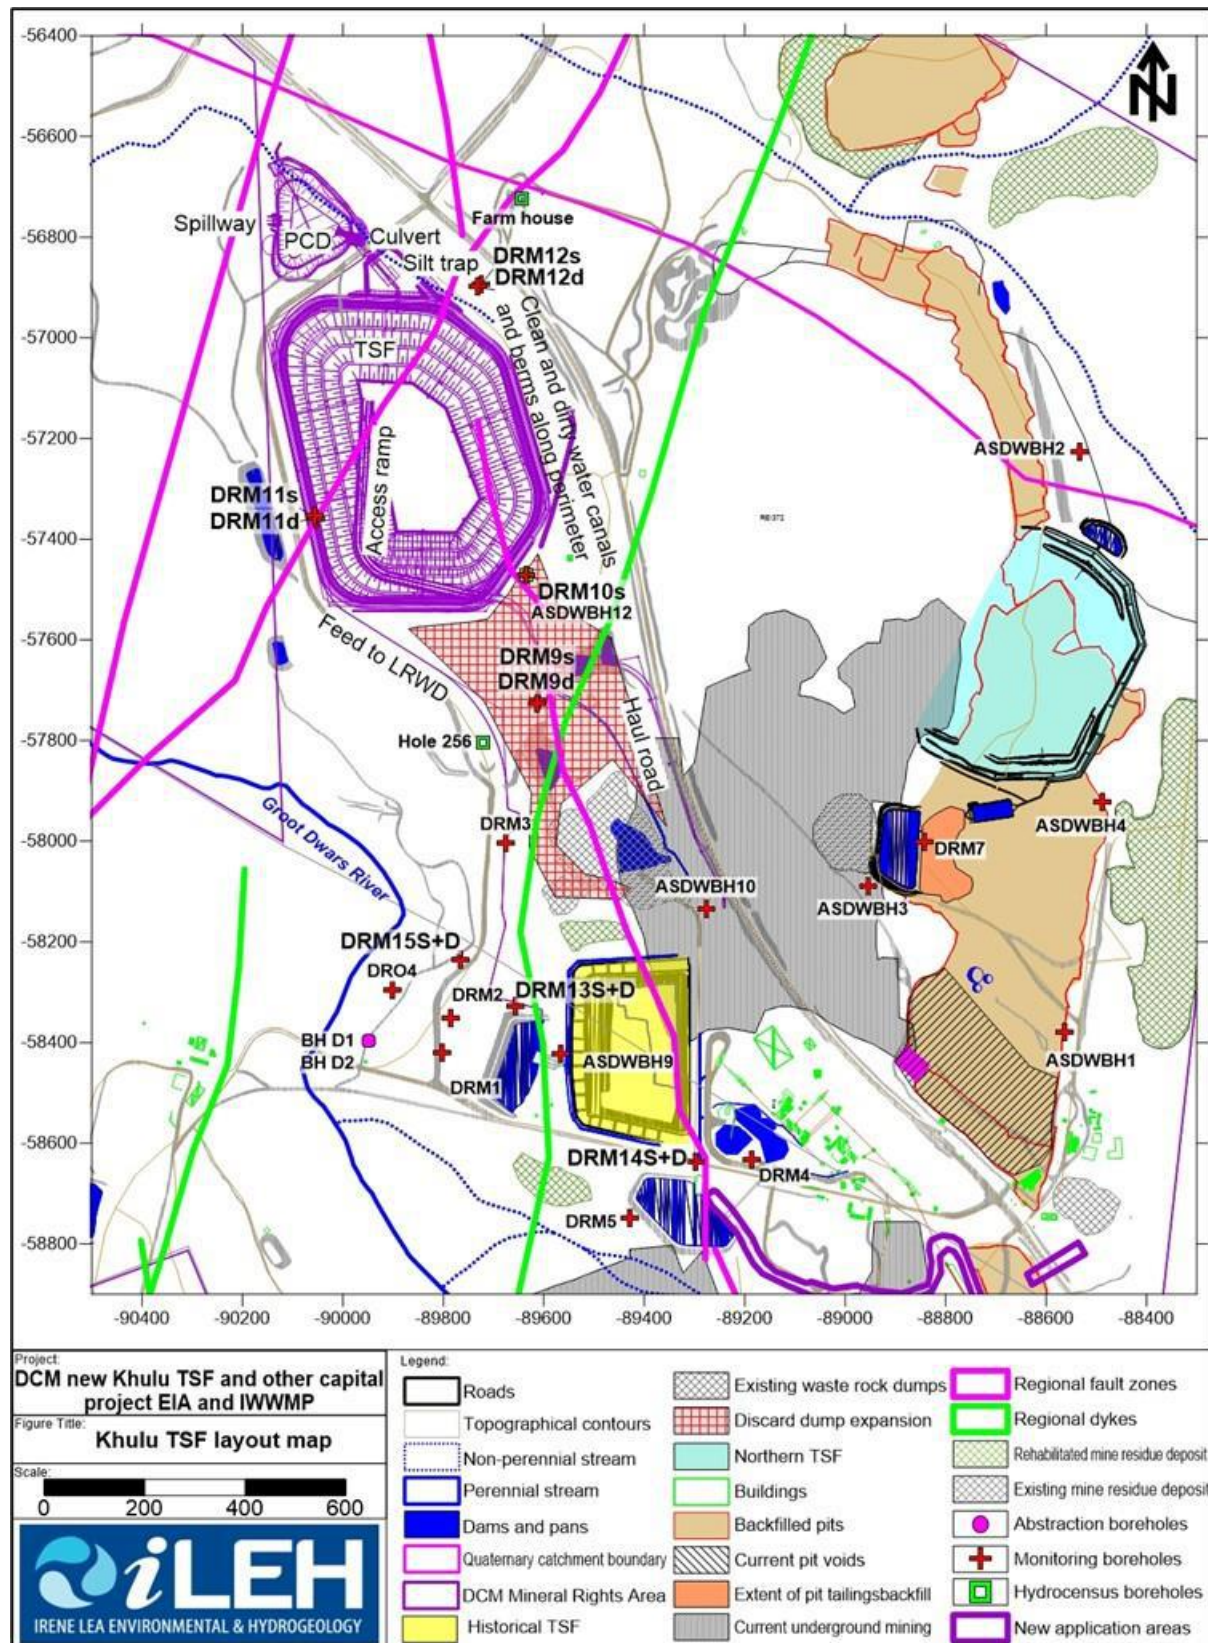 -56400
-56600
-56800
-57000
-57200
-57400
-57600
-57800
-58000
-58200
-58400
-58600
-58800
N
Farm house
Spillway
PCD
Culvert
Silt trap
DRM12s
DRM12d
TSF
Clean and dirty water canals
and berms along perimeter
Access ramp
ASDWBH2
DRM11s
DRM11d
DRM10s
ASDWBH12
Feed to LRWD
DRM9s
DRM9d
Haul road
Hole 256
Groot Dwars River
DRM3
ASDWBH4
DRM7
ASDWBH10
ASDWBH3
DRM15S+D
DRO4
DRM2
DRM13S+D
BH D1
BH D2
ASDWBH9
ASDWBH1
DRM1
DRM14S+D
DRM4
DRM5
-90400 -90200 -90000 -89800 -89600 -89400 -89200 -89000 -88800 -88600 -88400
Project:
DCM new Khulu TSF and other capital
project EIA and IWWMP
Figure Title:
Khulu TSF layout map
Scale:
0 200 400 600
iLEH
IRENE LEA ENVIRONMENTAL & HYDROGEOLOGY
Legend:
Roads
Topographical contours
Non-perennial stream
Perennial stream
Dams and pans
Quaternary catchment boundary
DCM Mineral Rights Area
Historical TSF
Existing waste rock dumps
Discard dump expansion
Northern TSF
Buildings
Backfilled pits
Current pit voids
Extent of pit tailingsbackfill
Current underground mining
Regional fault zones
Regional dykes
Rehabilitated mine residue deposit
Existing mine residue deposit
Abstraction boreholes
Monitoring boreholes
Hydrocensus boreholes
New application areas